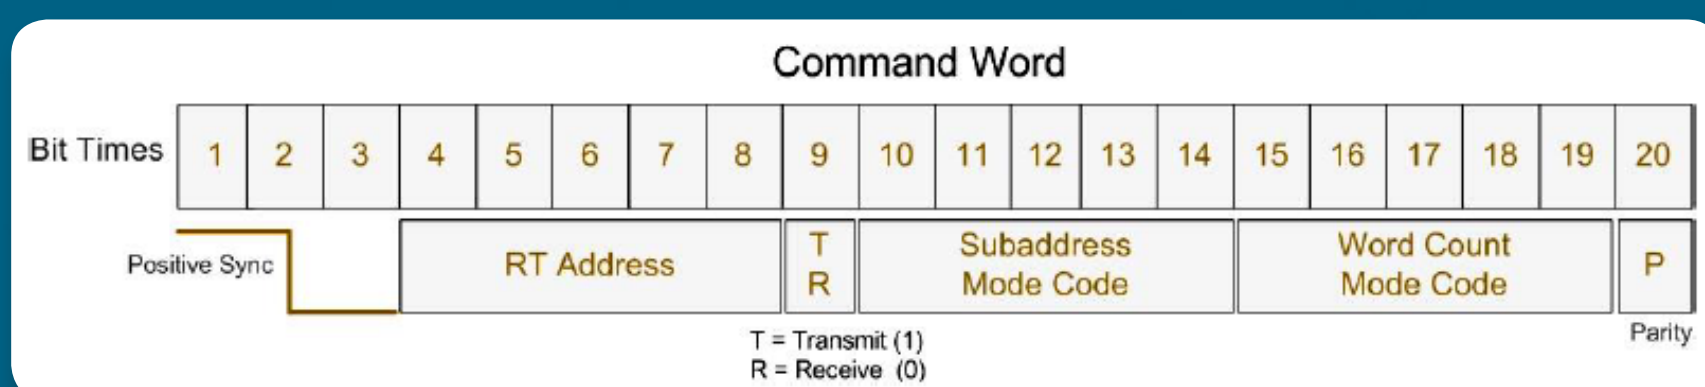 Command Word
Bit Times 1 2 3 4 5 6 7 8 9 10 11 12 13 14 15 16 17 18 19 20
Positive Sync
RT Address
T
R
Subaddress
Mode Code
Word Count
Mode Code
P
T = Transmit (1)
R = Receive (0)
Parity